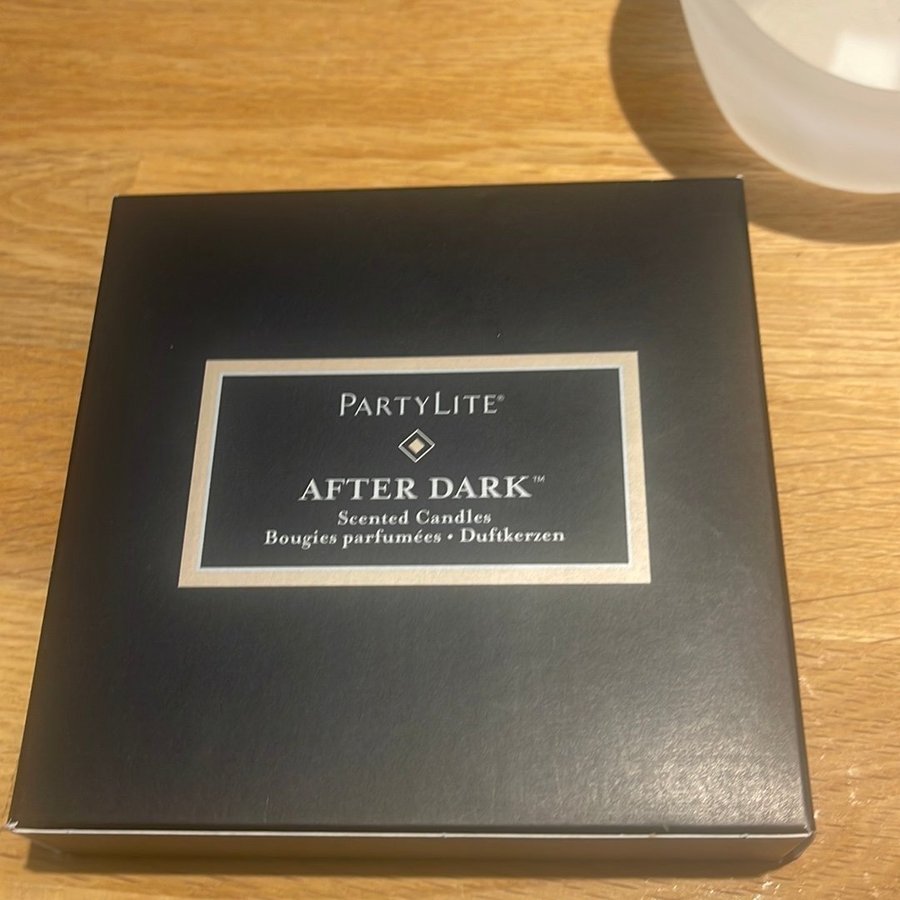 PARTYLITE®
AFTER DARK™
Scented Candles
Bougies parfumées • Duftkerzen